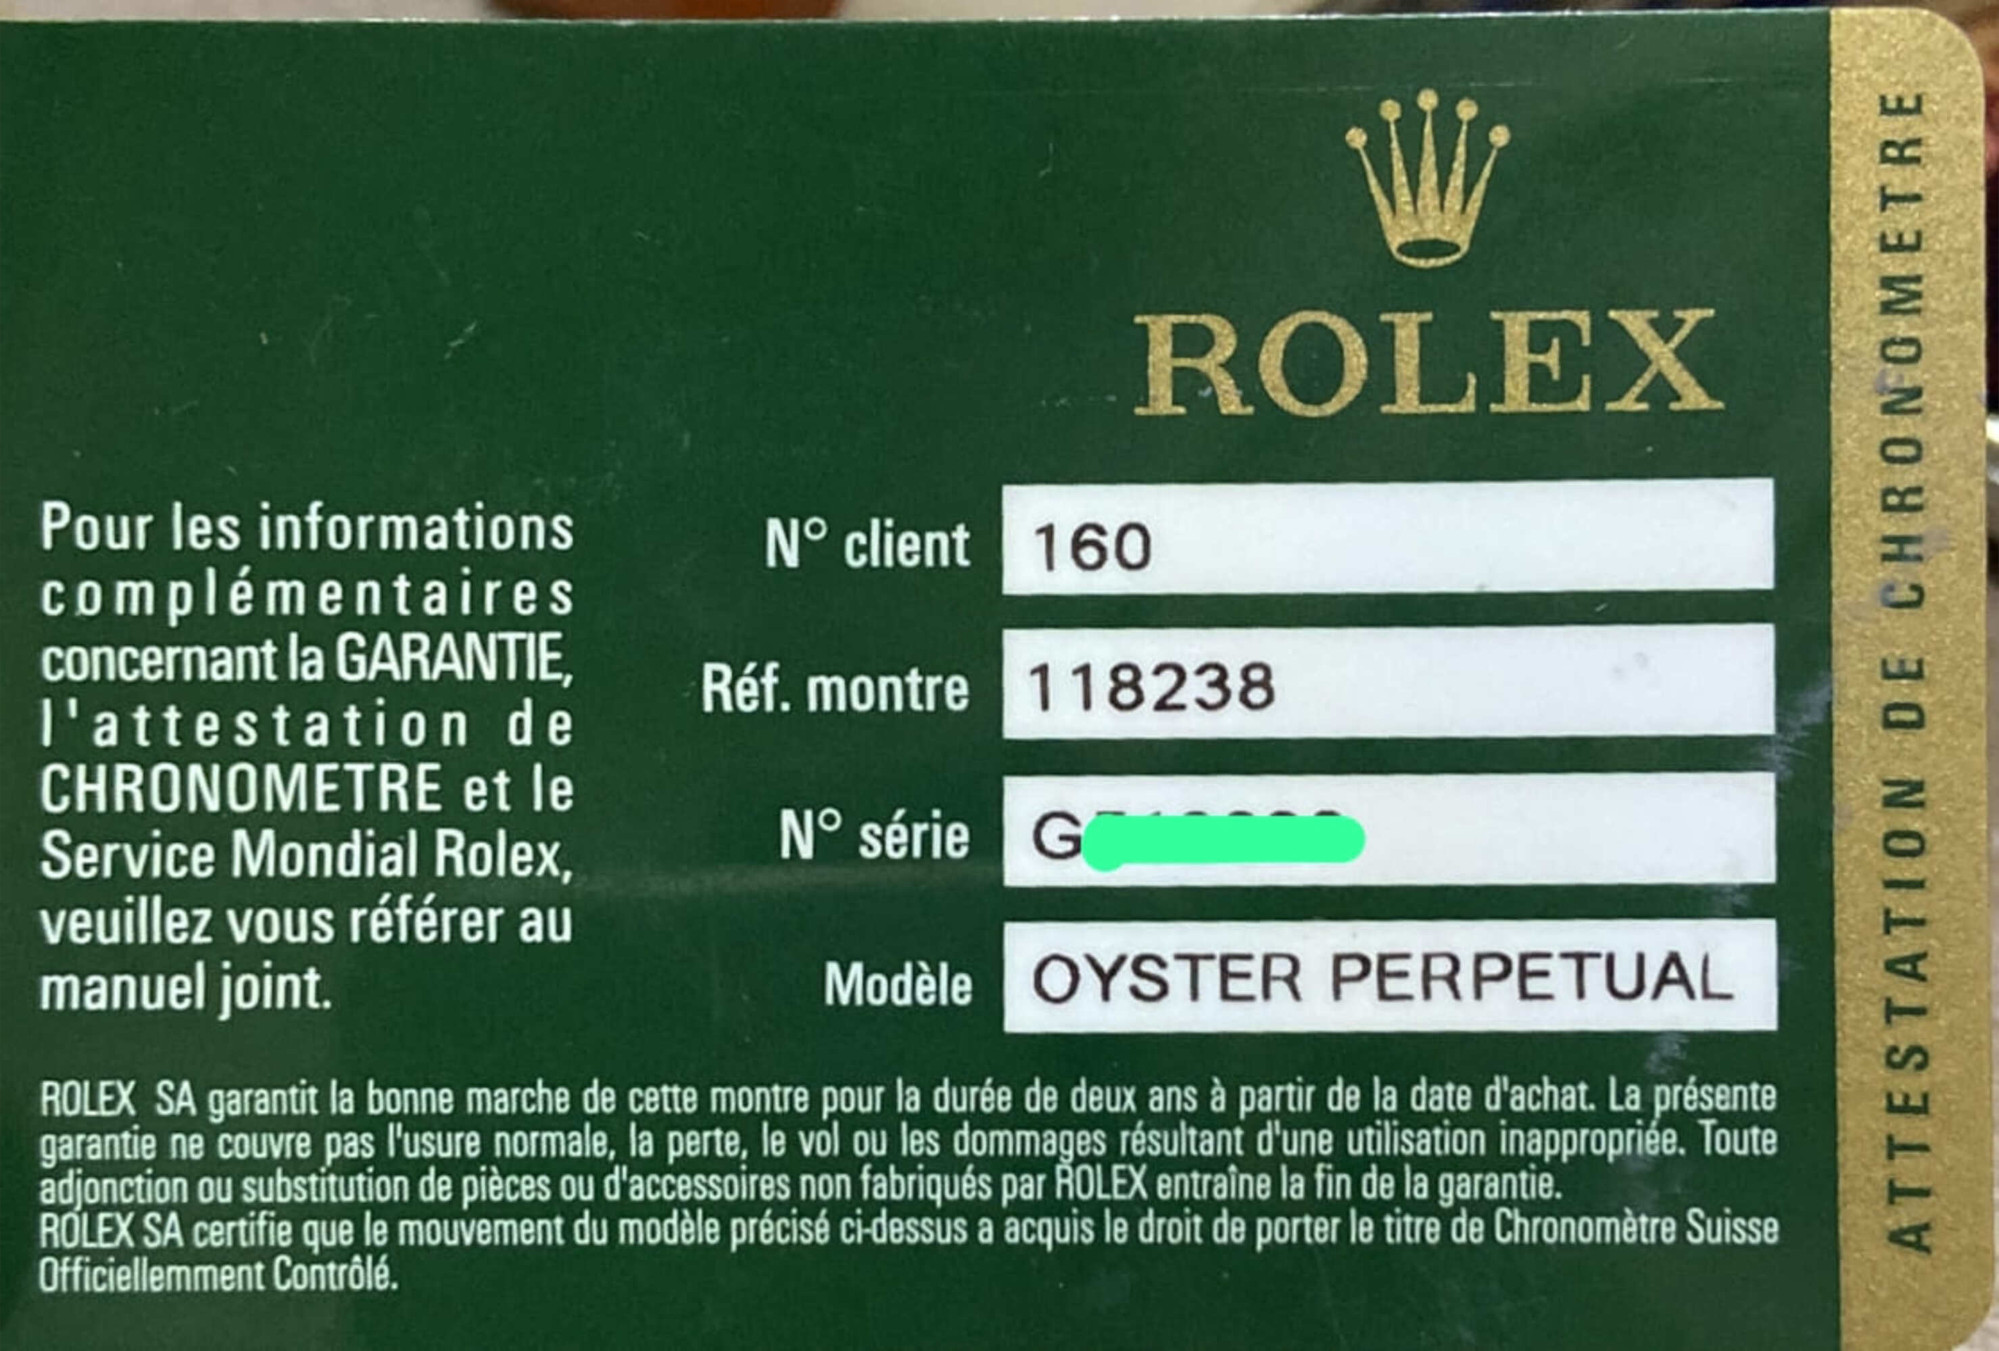 ROLEX
Pour les informations
complémentaires
concernant la GARANTIE,
l'attestation de
CHRONOMETRE et le
Service Mondial Rolex,
veuillez vous référer au
manuel joint.
N° client 160
Réf. montre 118238
N° série G
Modèle OYSTER PERPETUAL
ROLEX SA garantit la bonne marche de cette montre pour la durée de deux ans à partir de la date d'achat. La présente
garantie ne couvre pas l'usure normale, la perte, le vol ou les dommages résultant d'une utilisation inappropriée. Toute
adjonction ou substitution de pièces ou d'accessoires non fabriqués par ROLEX entraîne la fin de la garantie.
ROLEX SA certifie que le mouvement du modèle précisé ci-dessus a acquis le droit de porter le titre de Chronomètre Suisse
Officiellemment Contrôlé.
ATTESTATION DE CHRONOMETRE